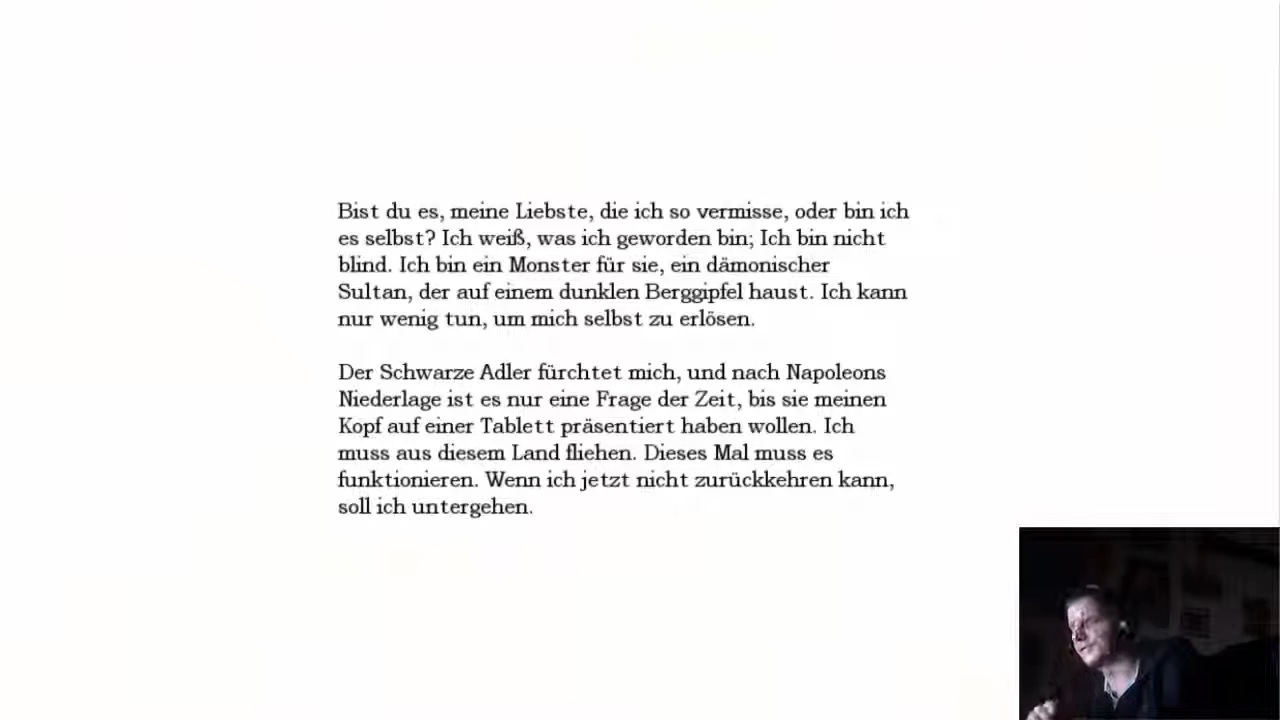 Bist du es, meine Liebste, die ich so vermisse, oder bin ich
es selbst? Ich weiß, was ich geworden bin; Ich bin nicht
blind. Ich bin ein Monster für sie, ein dämonischer
Sultan, der auf einem dunklen Berggipfel haust. Ich kann
nur wenig tun, um mich selbst zu erlösen.
Der Schwarze Adler fürchtet mich, und nach Napoleons
Niederlage ist es nur eine Frage der Zeit, bis sie meinen
Kopf auf einer Tablett präsentiert haben wollen. Ich
muss aus diesem Land fliehen. Dieses Mal muss es
funktionieren. Wenn ich jetzt nicht zurückkehren kann,
soll ich untergehen.